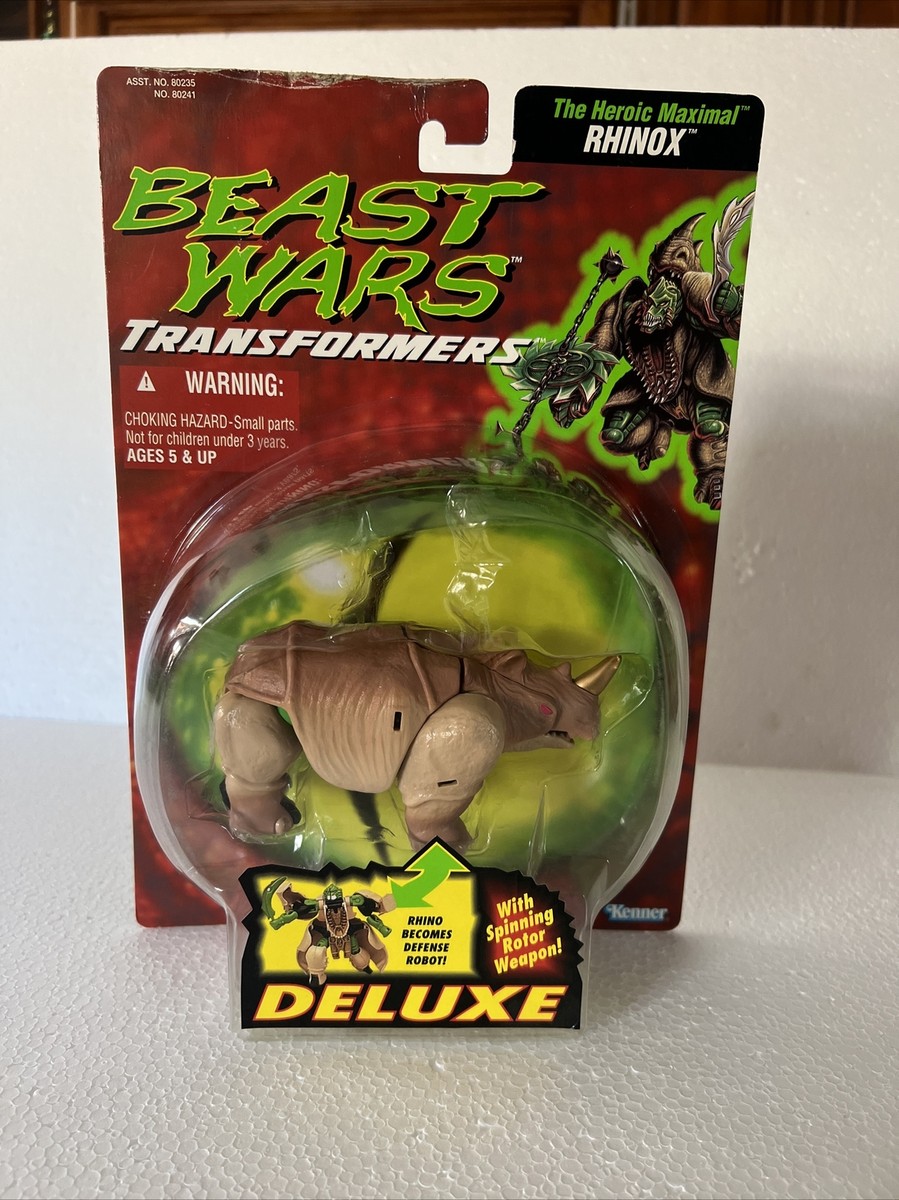 ASST. NO. 80235
NO. 80241
The Heroic Maximal™
RHINOX™
BEAST
WARS™
TRANSFORMERS
WARNING:
CHOKING HAZARD-Small parts.
Not for children under 3 years.
AGES 5 & UP
RHINO
BECOMES
DEFENSE
ROBOT!
With
Spinning
Rotor
Weapon!
DELUXE
Kenner